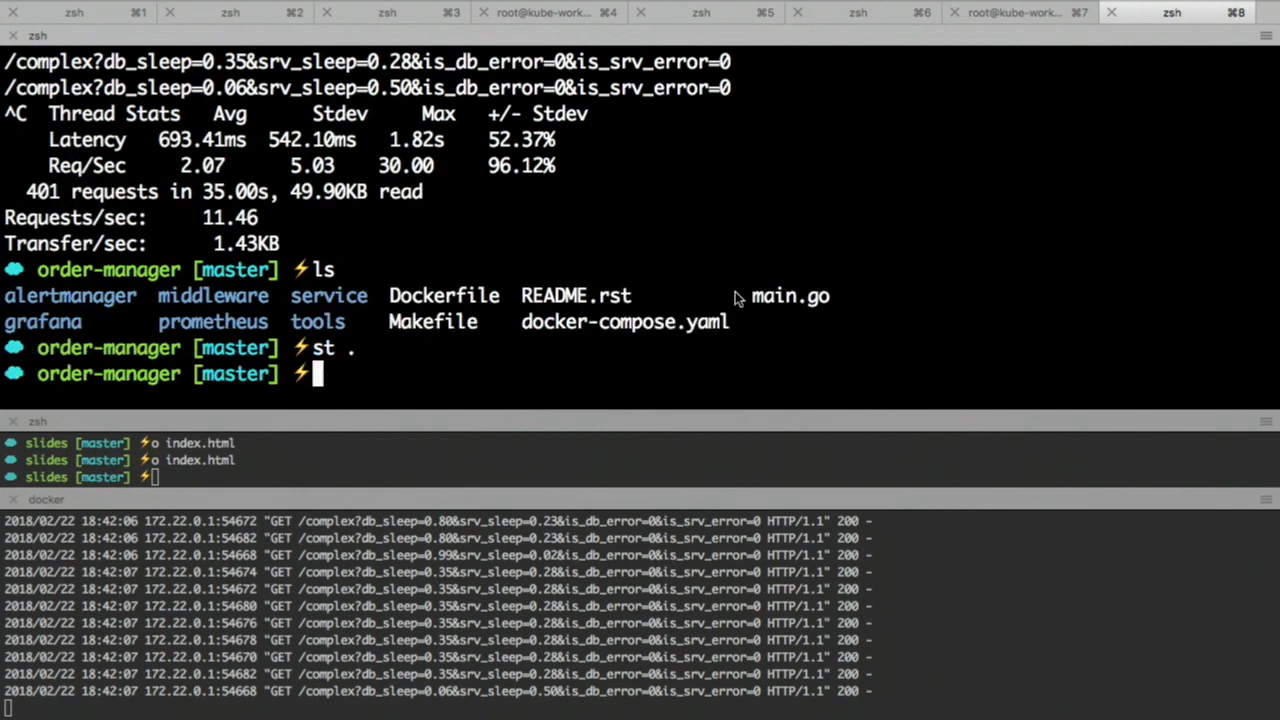 zsh ⌘1 zsh ⌘2 zsh ⌘3 root@kube-work... ⌘4 zsh ⌘5 zsh ⌘6 root@kube-work... ⌘7 zsh ⌘8
zsh
/complex?db_sleep=0.35&srv_sleep=0.28&is_db_error=0&is_srv_error=0
/complex?db_sleep=0.06&srv_sleep=0.50&is_db_error=0&is_srv_error=0
^C Thread Stats Avg Stdev Max +/- Stdev
Latency 693.41ms 542.10ms 1.82s 52.37%
Req/Sec 2.07 5.03 30.00 96.12%
401 requests in 35.00s, 49.90KB read
Requests/sec: 11.46
Transfer/sec: 1.43KB
order-manager [master] ⚡ls
alertmanager middleware service Dockerfile README.rst main.go
grafana prometheus tools Makefile docker-compose.yaml
order-manager [master] ⚡st .
order-manager [master] ⚡
zsh
slides [master] ⚡o index.html
slides [master] ⚡o index.html
slides [master] ⚡
docker
2018/02/22 18:42:06 172.22.0.1:54672 "GET /complex?db_sleep=0.80&srv_sleep=0.23&is_db_error=0&is_srv_error=0 HTTP/1.1" 200 -
2018/02/22 18:42:06 172.22.0.1:54682 "GET /complex?db_sleep=0.80&srv_sleep=0.23&is_db_error=0&is_srv_error=0 HTTP/1.1" 200 -
2018/02/22 18:42:06 172.22.0.1:54668 "GET /complex?db_sleep=0.99&srv_sleep=0.02&is_db_error=0&is_srv_error=0 HTTP/1.1" 200 -
2018/02/22 18:42:07 172.22.0.1:54674 "GET /complex?db_sleep=0.35&srv_sleep=0.28&is_db_error=0&is_srv_error=0 HTTP/1.1" 200 -
2018/02/22 18:42:07 172.22.0.1:54672 "GET /complex?db_sleep=0.35&srv_sleep=0.28&is_db_error=0&is_srv_error=0 HTTP/1.1" 200 -
2018/02/22 18:42:07 172.22.0.1:54680 "GET /complex?db_sleep=0.35&srv_sleep=0.28&is_db_error=0&is_srv_error=0 HTTP/1.1" 200 -
2018/02/22 18:42:07 172.22.0.1:54676 "GET /complex?db_sleep=0.35&srv_sleep=0.28&is_db_error=0&is_srv_error=0 HTTP/1.1" 200 -
2018/02/22 18:42:07 172.22.0.1:54678 "GET /complex?db_sleep=0.35&srv_sleep=0.28&is_db_error=0&is_srv_error=0 HTTP/1.1" 200 -
2018/02/22 18:42:07 172.22.0.1:54670 "GET /complex?db_sleep=0.35&srv_sleep=0.28&is_db_error=0&is_srv_error=0 HTTP/1.1" 200 -
2018/02/22 18:42:07 172.22.0.1:54682 "GET /complex?db_sleep=0.35&srv_sleep=0.28&is_db_error=0&is_srv_error=0 HTTP/1.1" 200 -
2018/02/22 18:42:07 172.22.0.1:54668 "GET /complex?db_sleep=0.06&srv_sleep=0.50&is_db_error=0&is_srv_error=0 HTTP/1.1" 200 -